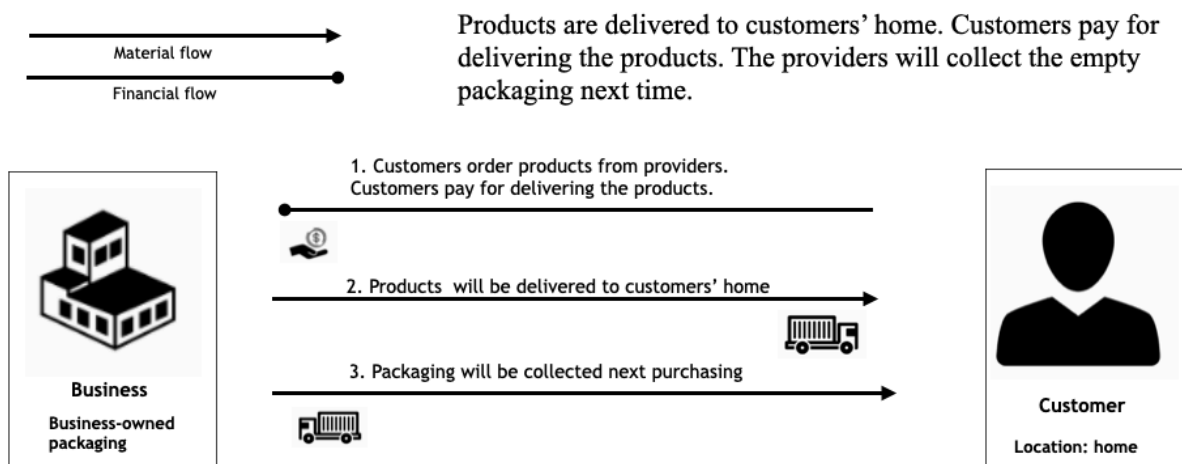 Material flow
Financial flow
Products are delivered to customers' home. Customers pay for
delivering the products. The providers will collect the empty
packaging next time.
1. Customers order products from providers.
Customers pay for delivering the products.
2. Products  will be delivered to customers' home
3. Packaging will be collected next purchasing
Business
Business-owned
packaging
Customer
Location: home